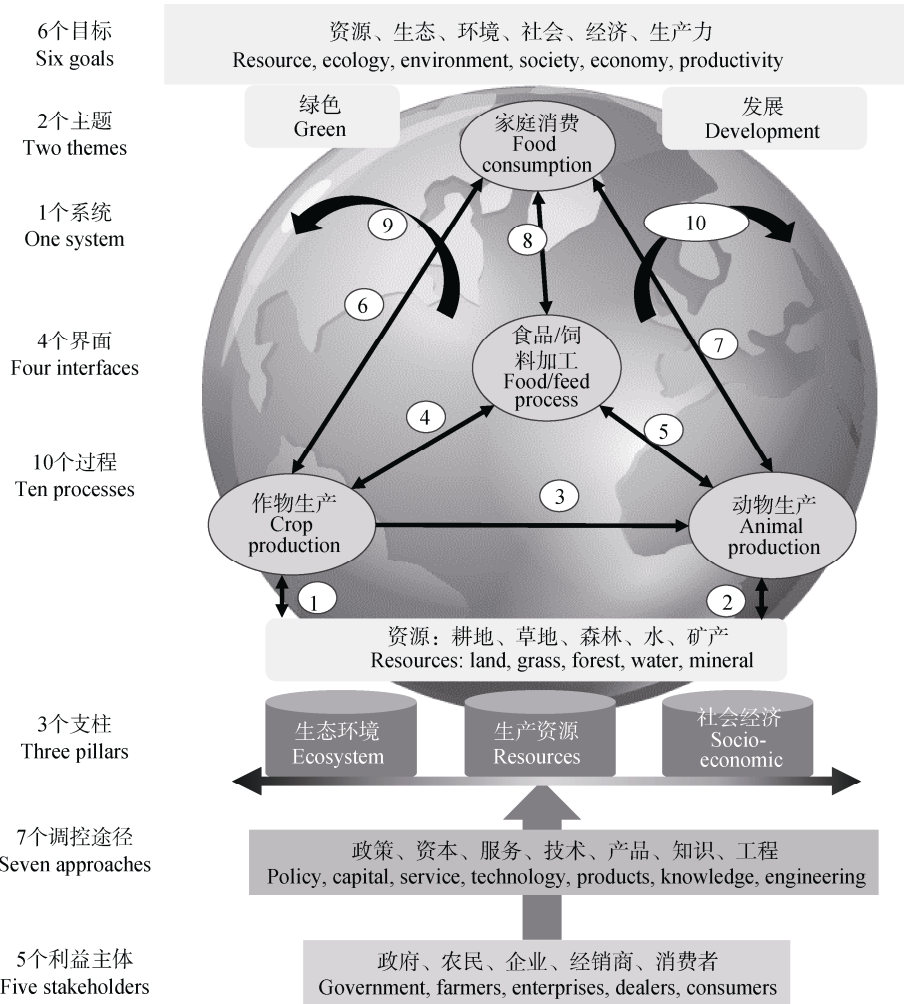 6个目标
Six goals
资源、生态、环境、社会、经济、生产力
Resource, ecology, environment, society, economy, productivity
2个主题
Two themes
绿色
Green
发展
Development
家庭消费
Food
consumption
1个系统
One system
9
8
10
6
7
4个界面
Four interfaces
食品/饲
料加工
Food/feed
process
4
5
10个过程
Ten processes
3
作物生产
Crop
production
动物生产
Animal
production
1
2
资源：耕地、草地、森林、水、矿产
Resources: land, grass, forest, water, mineral
3个支柱
Three pillars
生态环境
Ecosystem
生产资源
Resources
社会经济
Socio-
economic
7个调控途径
Seven approaches
政策、资本、服务、技术、产品、知识、工程
Policy, capital, service, technology, products, knowledge, engineering
5个利益主体
Five stakeholders
政府、农民、企业、经销商、消费者
Government, farmers, enterprises, dealers, consumers